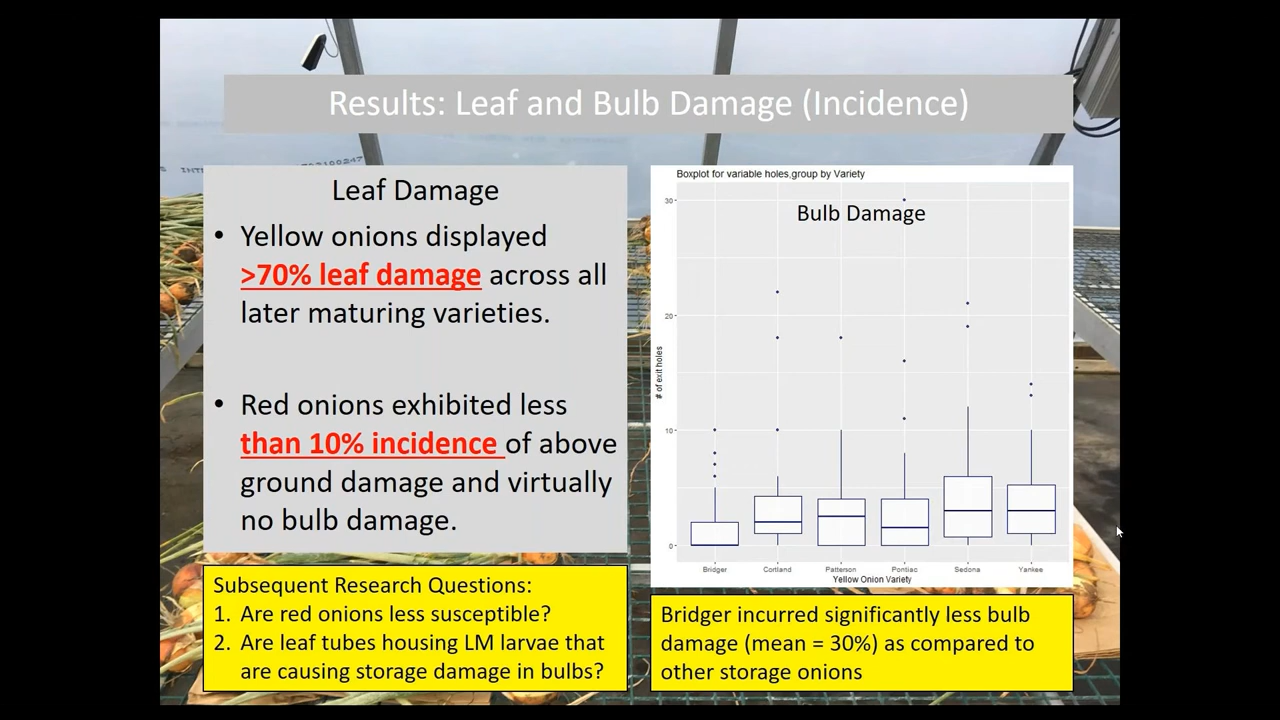 Results: Leaf and Bulb Damage (Incidence)
Leaf Damage
• Yellow onions displayed
>70% leaf damage across all
later maturing varieties.
• Red onions exhibited less
than 10% incidence of above
ground damage and virtually
no bulb damage.
Subsequent Research Questions:
1. Are red onions less susceptible?
2. Are leaf tubes housing LM larvae that
are causing storage damage in bulbs?
Boxplot for variable holes,group by Variety
Bulb Damage
# of exit holes
30
20
10
0
Bridger Cortland Patterson Pontiac Sedona Yankee
Yellow Onion Variety
Bridger incurred significantly less bulb
damage (mean = 30%) as compared to
other storage onions